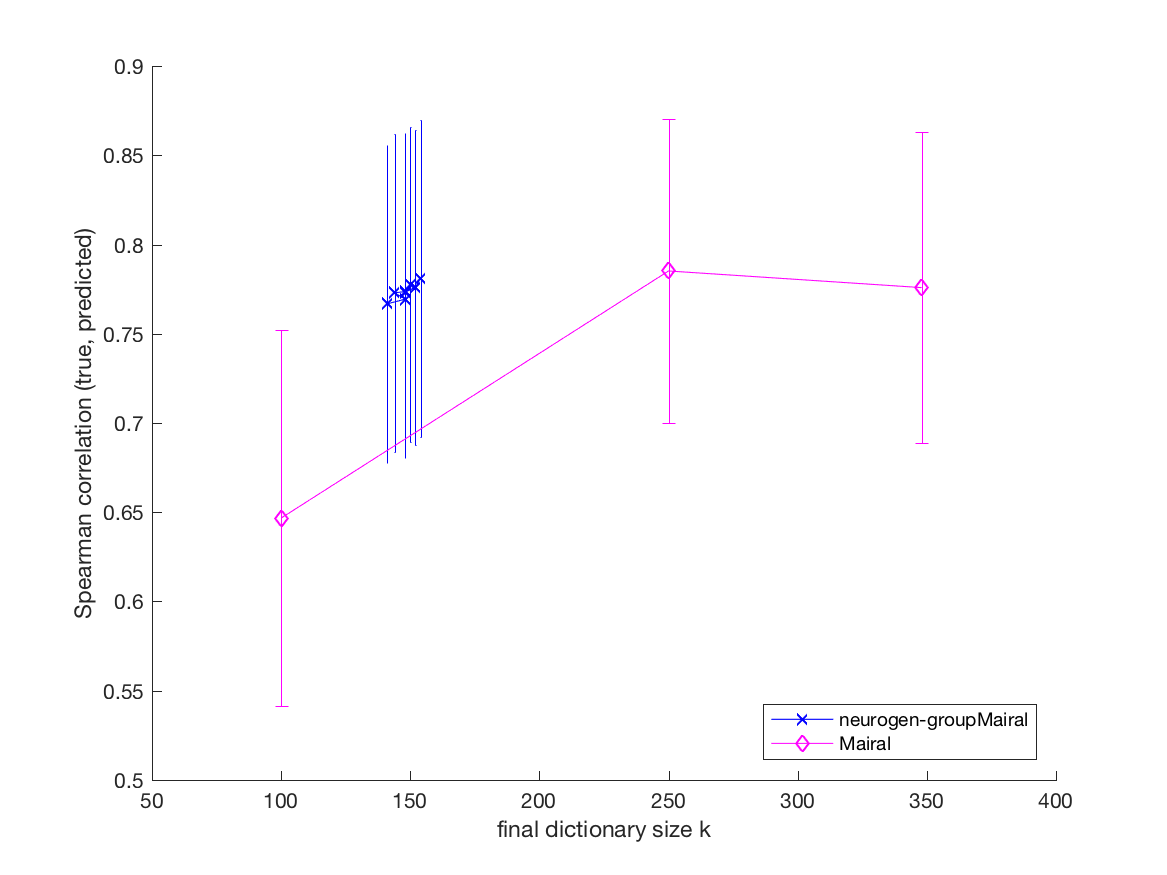 0.9
0.85
0.8
0.75
0.7
0.65
0.6
0.55
0.5
Spearman correlation (true, predicted)
50 100 150 200 250 300 350 400
final dictionary size k
neurogen-groupMairal
Mairal